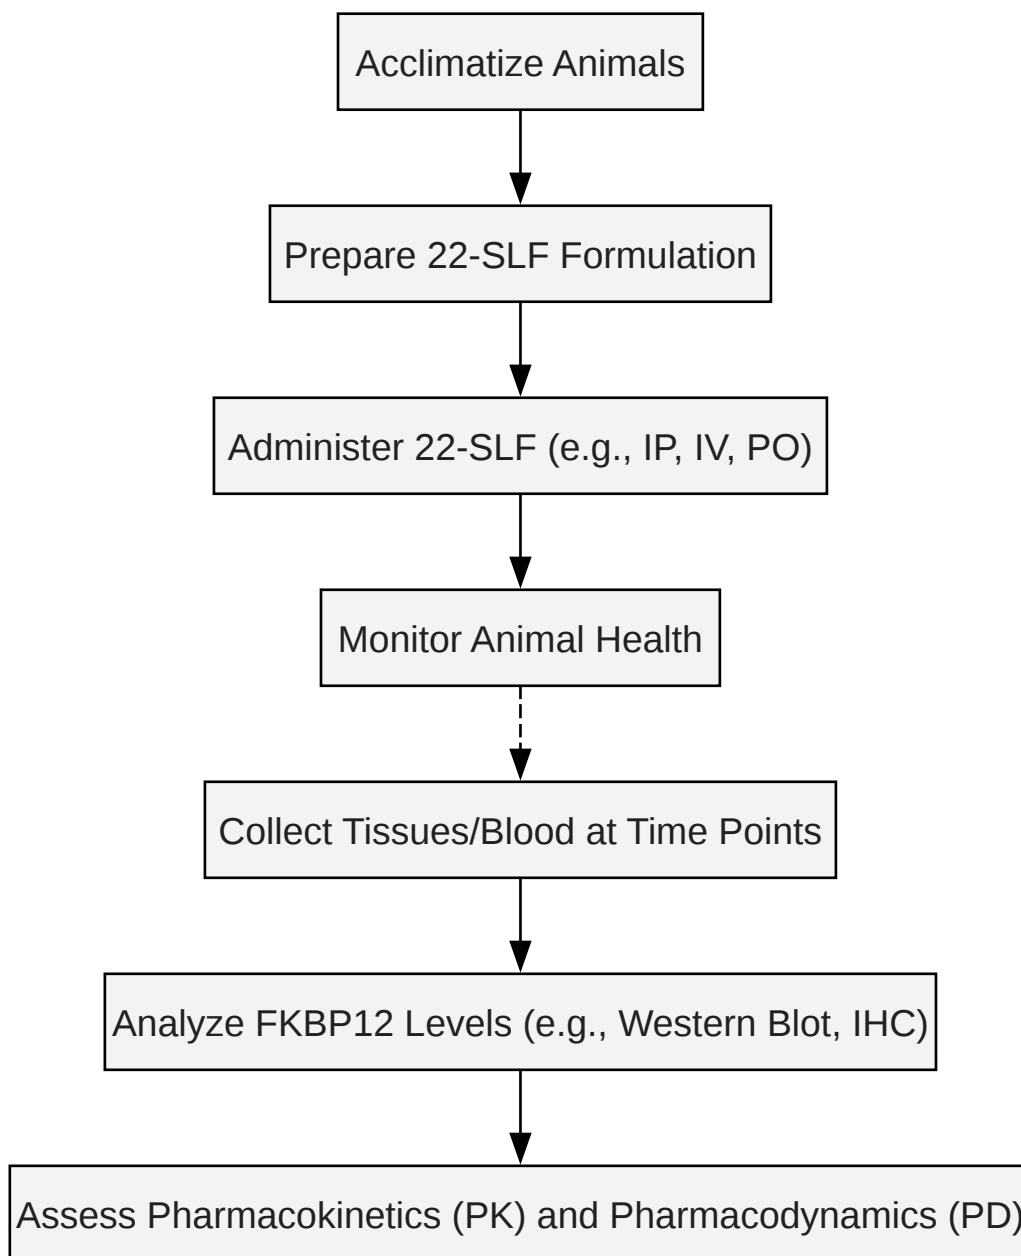 Acclimatize Animals
Prepare 22-SLF Formulation
Administer 22-SLF (e.g., IP, IV, PO)
Monitor Animal Health
Collect Tissues/Blood at Time Points
Analyze FKBP12 Levels (e.g., Western Blot, IHC)
Assess Pharmacokinetics (PK) and Pharmacodynamics (PD)